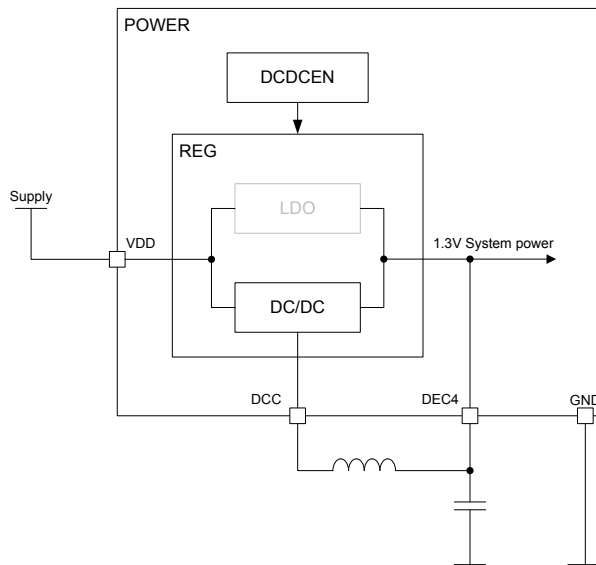 POWER
DCDCEN
REG
Supply
LDO
VDD
1.3V System power
DC/DC
DCC
DEC4
GND